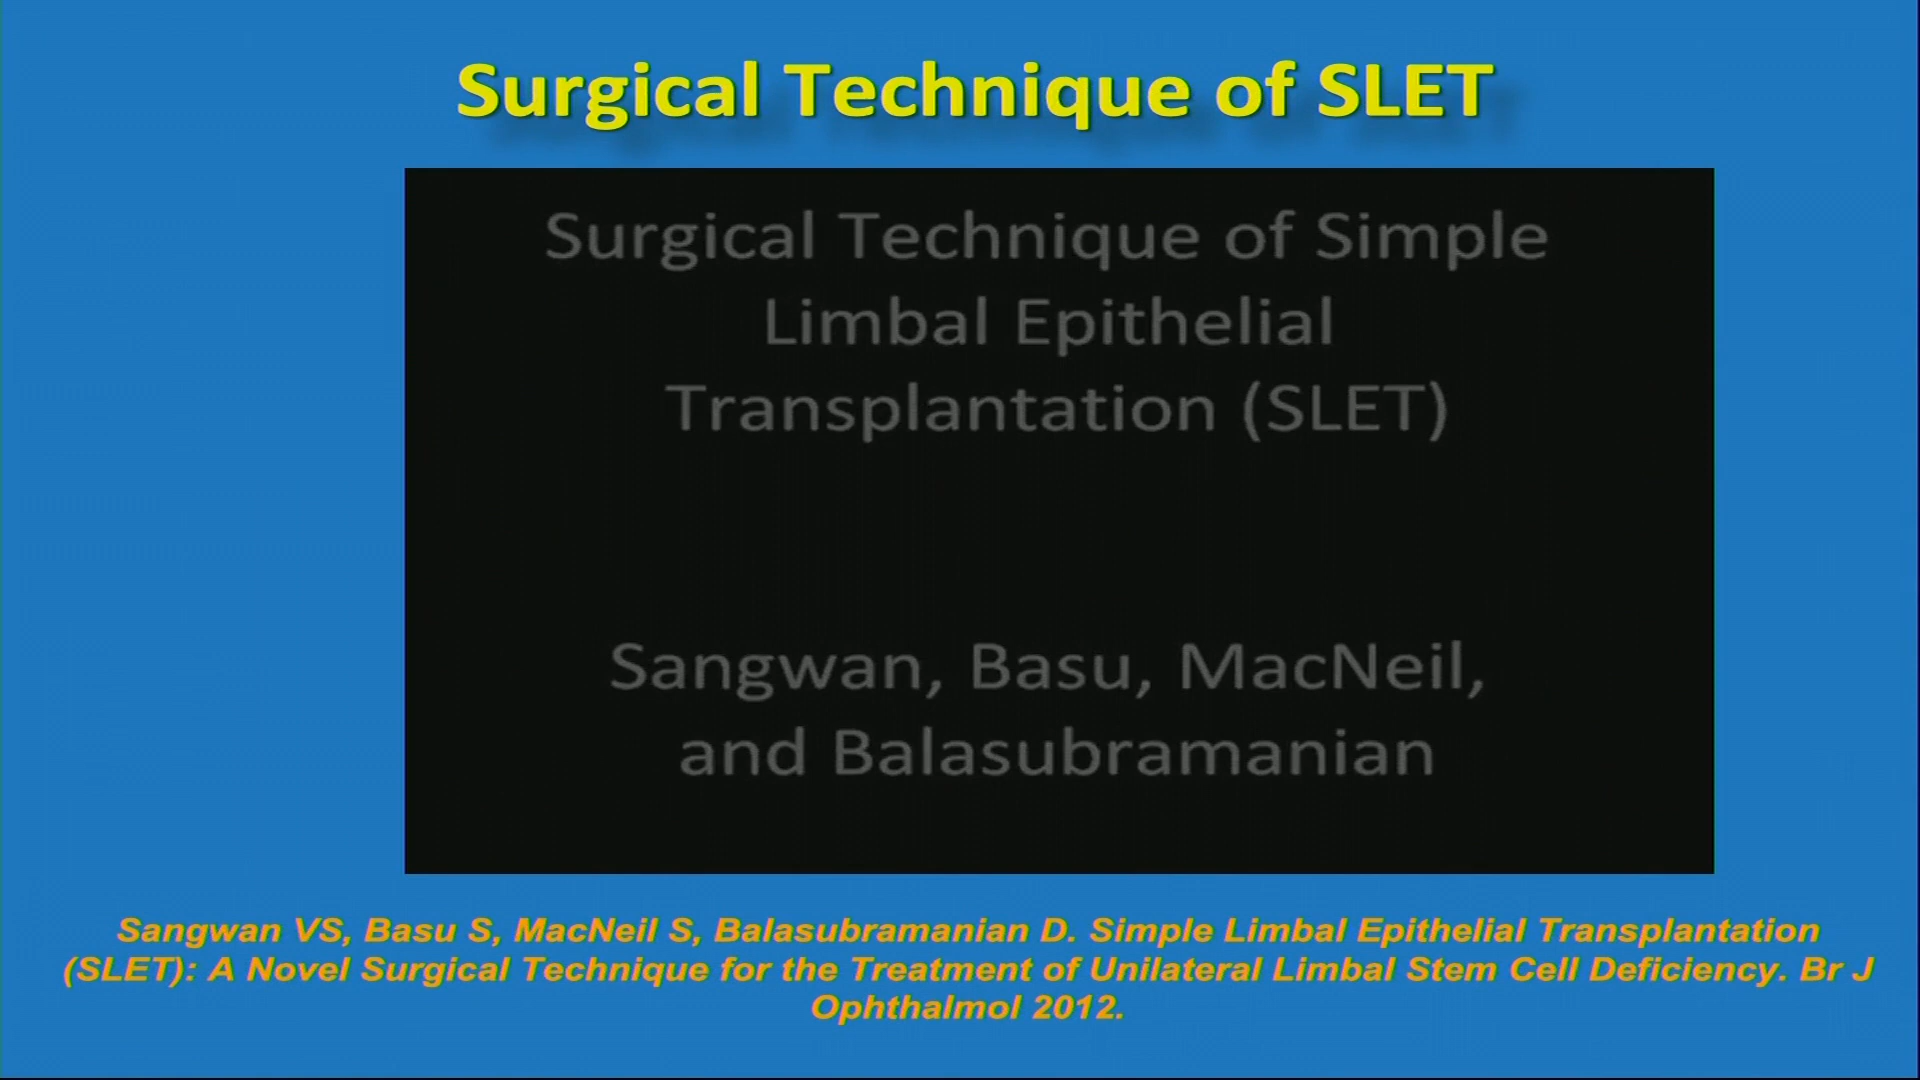 Surgical Technique of SLET
Surgical Technique of Simple
Limbal Epithelial
Transplantation (SLET)
Sangwan, Basu, MacNeil,
and Balasubramanian
Sangwan VS, Basu S, MacNeil S, Balasubramanian D. Simple Limbal Epithelial Transplantation
(SLET): A Novel Surgical Technique for the Treatment of Unilateral Limbal Stem Cell Deficiency. Br J
Ophthalmol 2012.